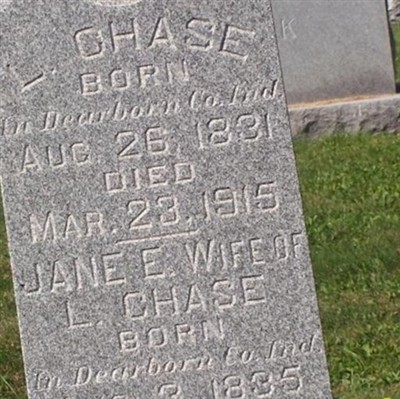 CHASE
BORN
In Dearborn Co. Ind.
AUG. 26. 1831
DIED
MAR. 23, 1915
JANE E. WIFE OF
L. CHASE
BORN
In Dearborn Co. Ind.
3. 1835
K